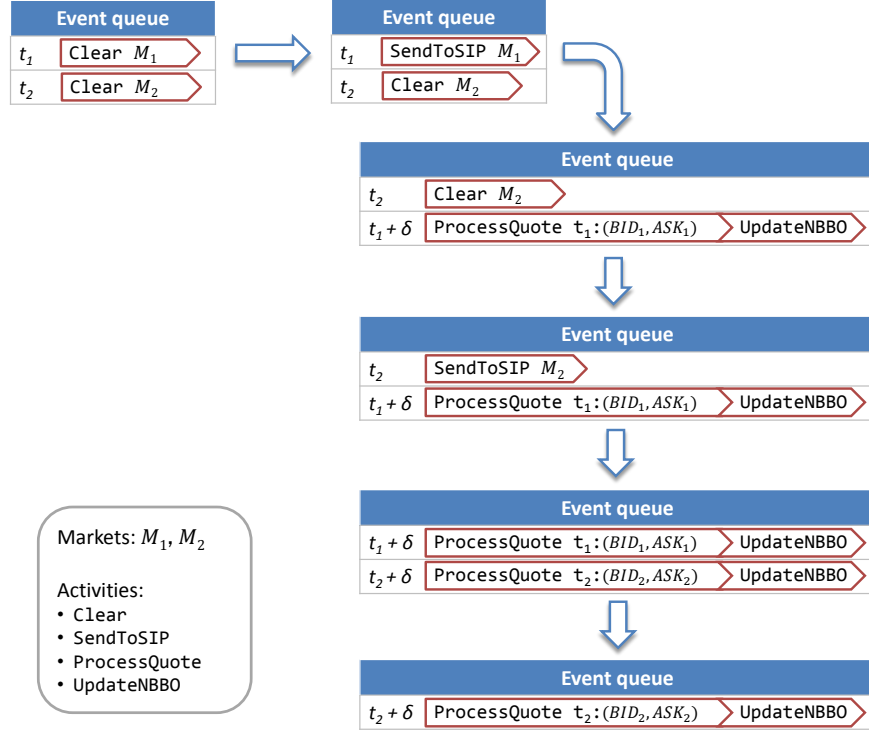 Event queue
t₁ Clear M₁
t₂ Clear M₂
Event queue
t₁ SendToSIP M₁
t₂ Clear M₂
Event queue
t₂ Clear M₂
t₁ + δ ProcessQuote t₁:(BID₁, ASK₁) UpdateNBBO
Event queue
t₂ SendToSIP M₂
t₁ + δ ProcessQuote t₁:(BID₁, ASK₁) UpdateNBBO
Event queue
t₁ + δ ProcessQuote t₁:(BID₁, ASK₁) UpdateNBBO
t₂ + δ ProcessQuote t₂:(BID₂, ASK₂) UpdateNBBO
Event queue
t₂ + δ ProcessQuote t₂:(BID₂, ASK₂) UpdateNBBO
Markets: M₁, M₂
Activities:
• Clear
• SendToSIP
• ProcessQuote
• UpdateNBBO